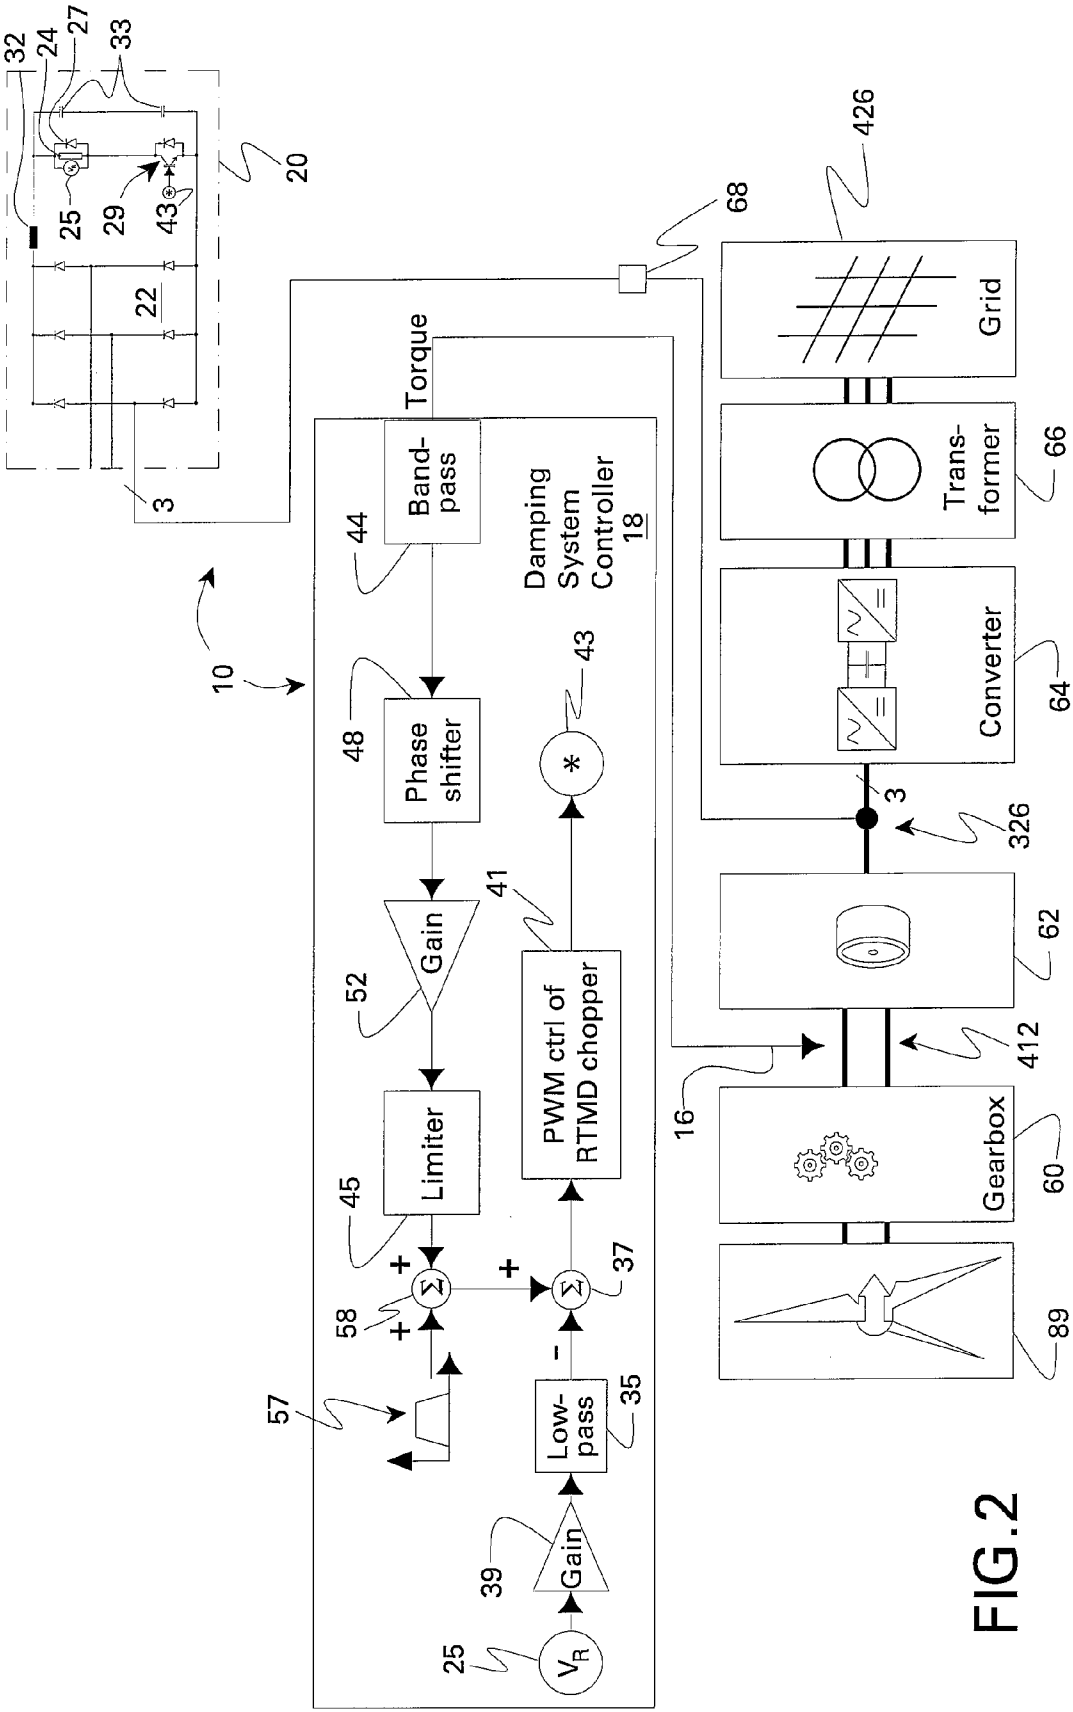 32
24
27
33
25
29
43
20
22
3
10
Torque
68
426
44
Band-
pass
48
Phase
shifter
52
Gain
45
Limiter
58
+
+
57
+
Damping
System
Controller
18
43
*
*
41
PWM ctrl of
RTMD chopper
Σ
Σ
37
−
35
Low-
pass
39
Gain
25
VR
16
Grid
66
Trans-
former
64
Converter
3
326
62
412
60
Gearbox
89
FIG.2